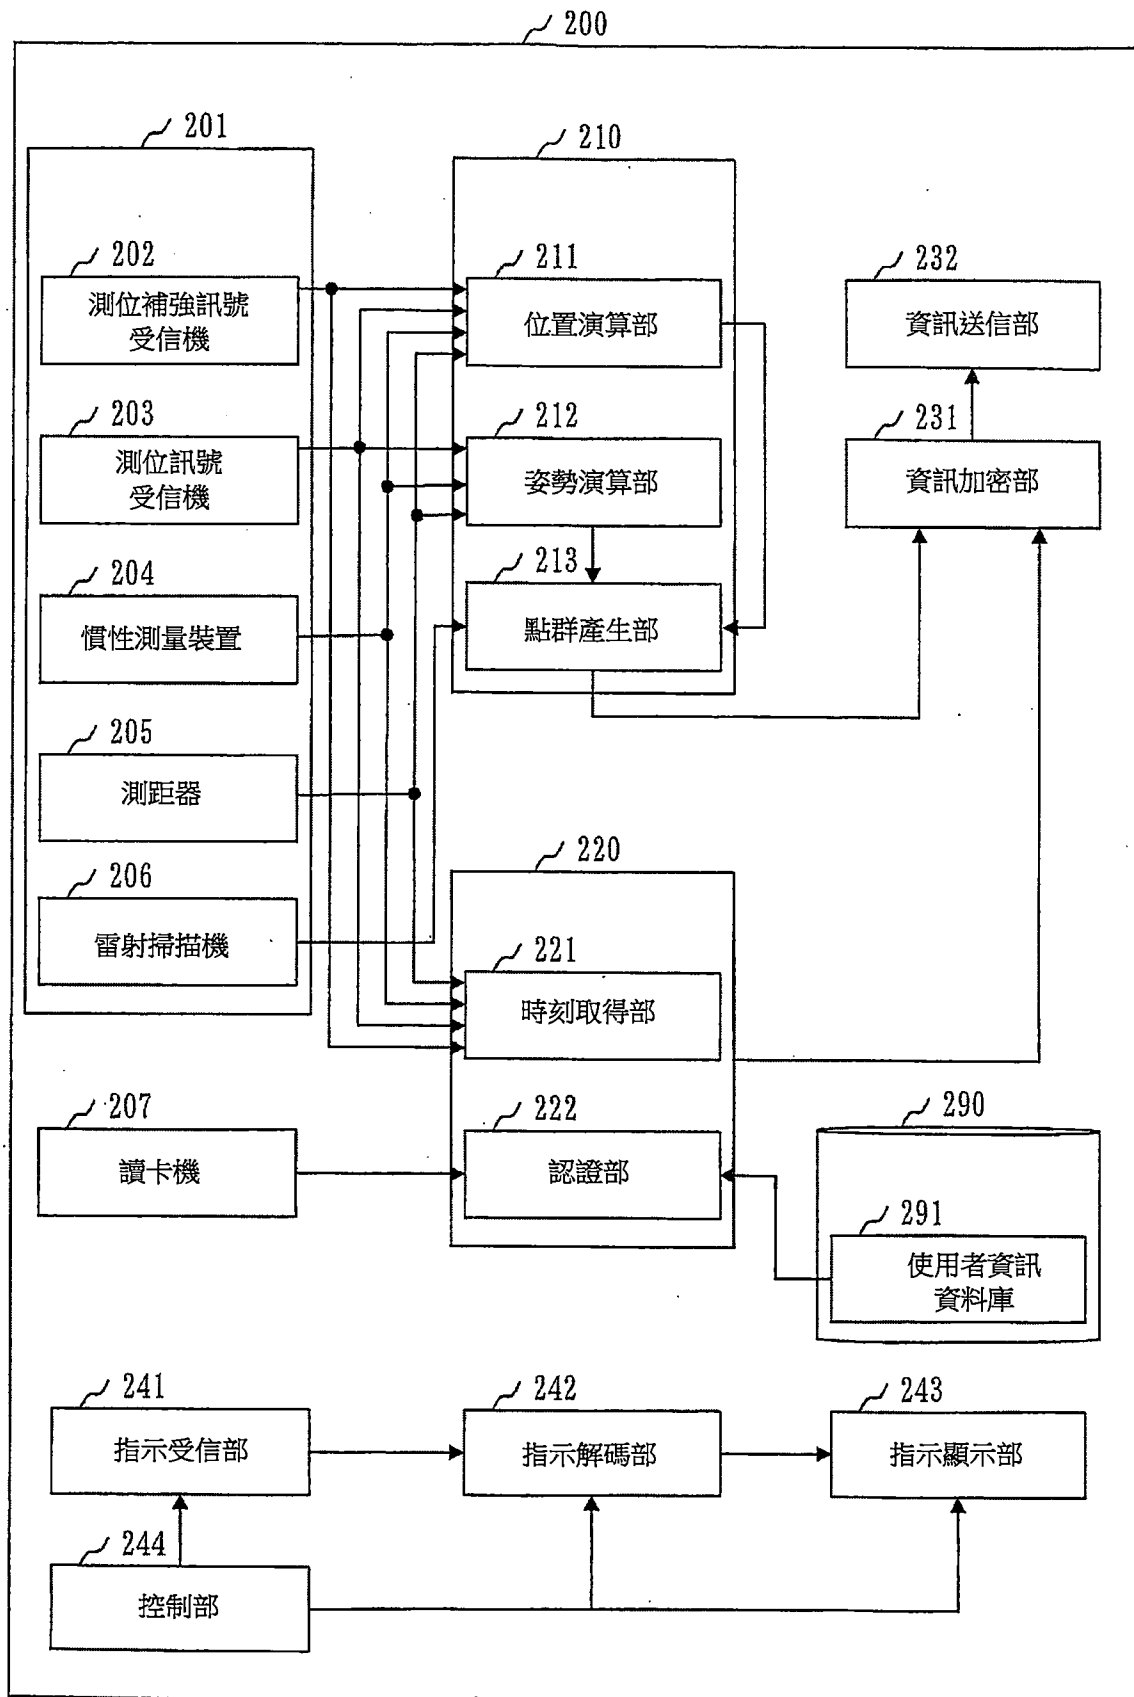 200
201
202
測位補強訊號
受信機
203
測位訊號
受信機
204
慣性測量裝置
205
測距器
206
雷射掃描機
207
讀卡機
210
211
位置演算部
212
姿勢演算部
213
點群產生部
220
221
時刻取得部
222
認證部
232
資訊送信部
231
資訊加密部
290
291
使用者資訊
資料庫
241
指示受信部
242
指示解碼部
243
指示顯示部
244
控制部